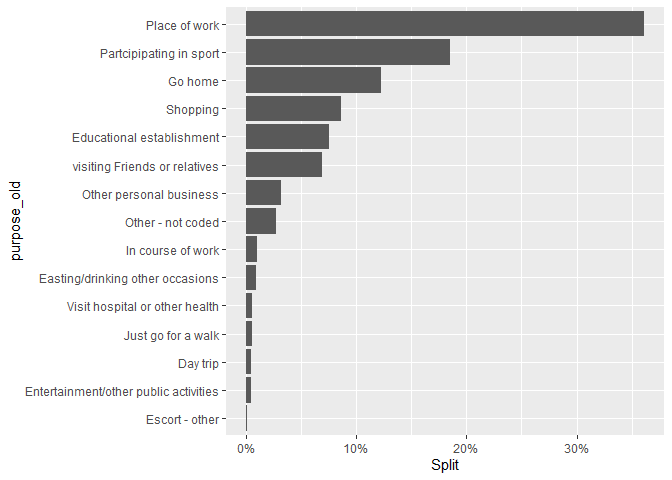 Place of work
Partcipipating in sport
Go home
Shopping
Educational establishment
visiting Friends or relatives
Other personal business
Other - not coded
In course of work
Easting/drinking other occasions
Visit hospital or other health
Just go for a walk
Day trip
Entertainment/other public activities
Escort - other
purpose_old
0% 10% 20% 30%
Split